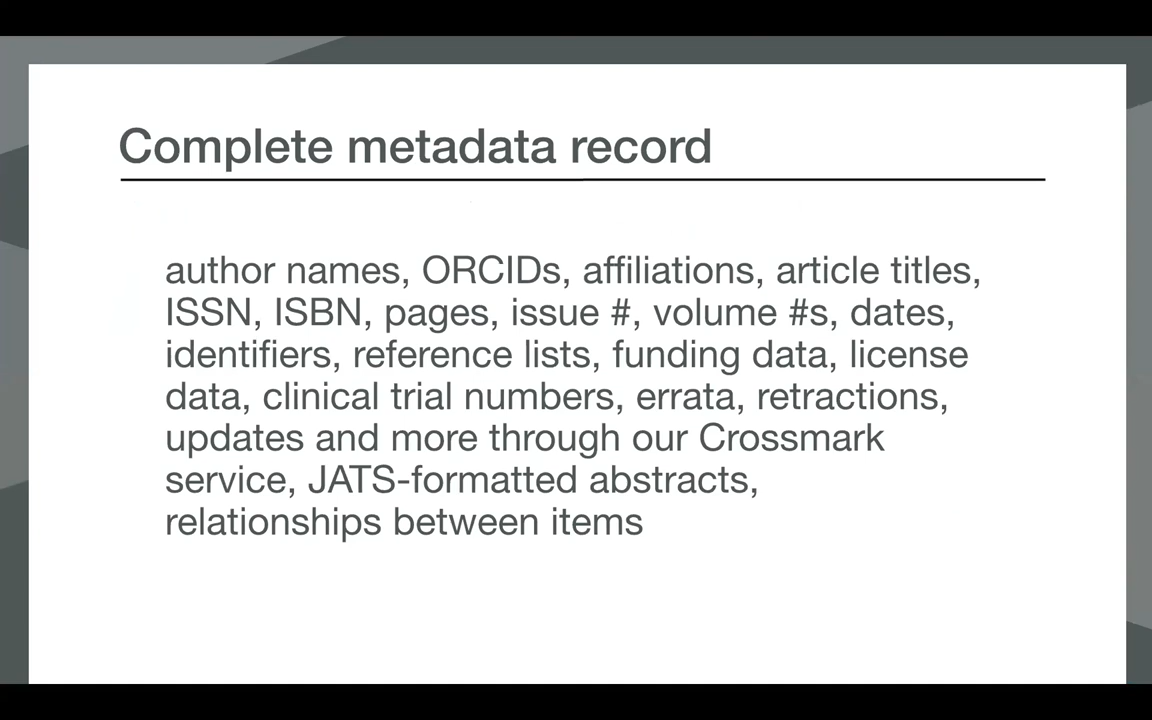 Complete metadata record
author names, ORCIDs, affiliations, article titles,
ISSN, ISBN, pages, issue #, volume #s, dates,
identifiers, reference lists, funding data, license
data, clinical trial numbers, errata, retractions,
updates and more through our Crossmark
service, JATS-formatted abstracts,
relationships between items